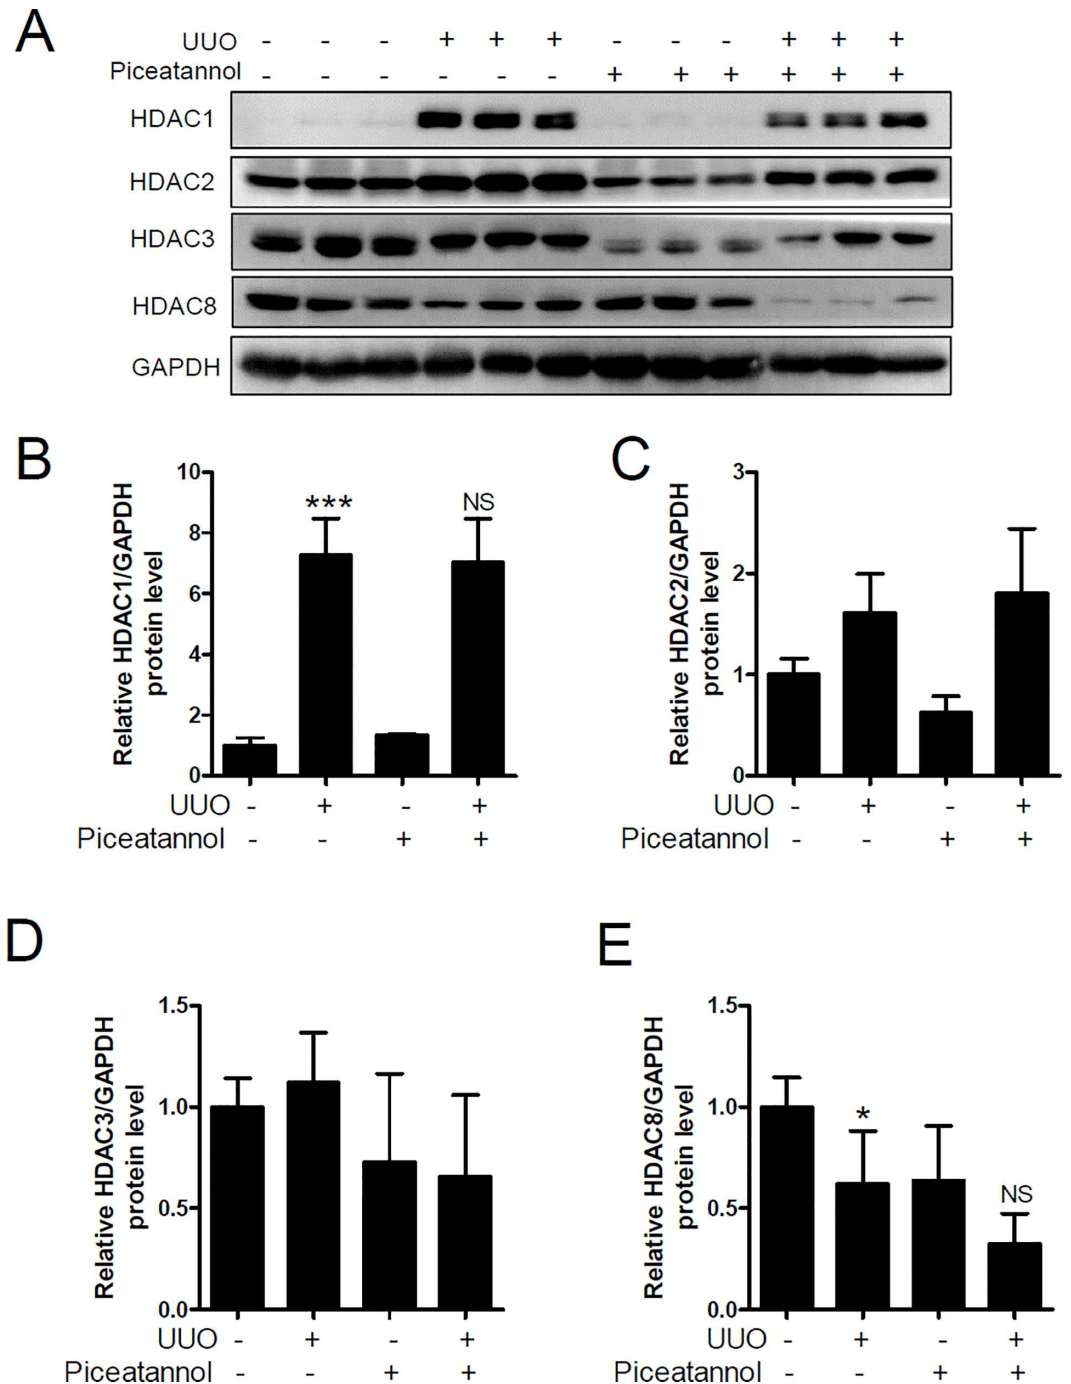 A
UUO - - - + + + - - - + + +
Piceatannol - - - - - - + + + + + +
HDAC1
HDAC2
HDAC3
HDAC8
GAPDH
B
Relative HDAC1/GAPDH
protein level
10
8
6
4
2
0
***
NS
UUO - + - +
Piceatannol - - + +
C
Relative HDAC2/GAPDH
protein level
3
2
1
0
UUO - + - +
Piceatannol - - + +
D
Relative HDAC3/GAPDH
protein level
1.5
1.0
0.5
0.0
UUO - + - +
Piceatannol - - + +
E
Relative HDAC8/GAPDH
protein level
1.5
1.0
0.5
0.0
*
NS
UUO - + - +
Piceatannol - - + +